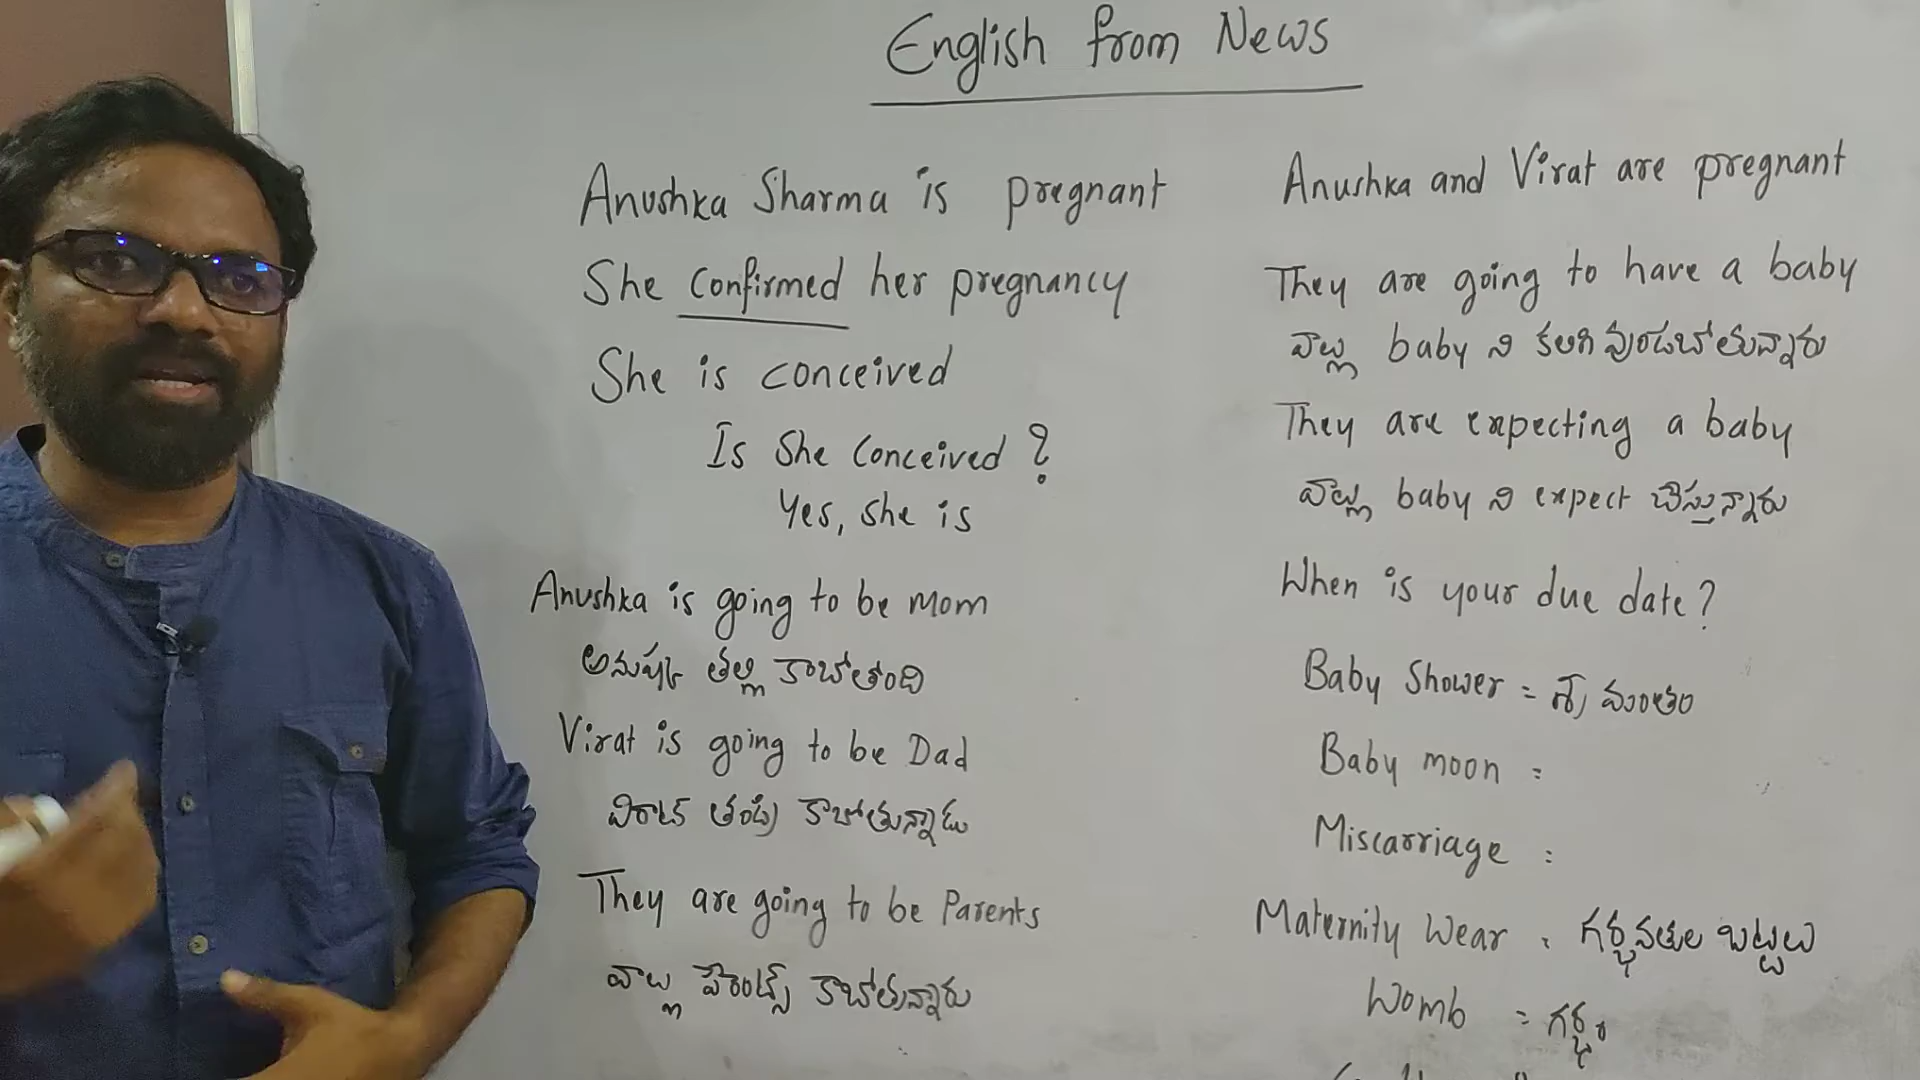 English from News
Anushka Sharma is pregnant
She confirmed her pregnancy
She is conceived
Is She conceived ?
Yes, she is
Anushka is going to be mom
అనుష్క తల్లి కాబోతుంది
Virat is going to be Dad
విరాట్ తండ్రి కాబోతున్నాడు
They are going to be Parents
వాళ్ళు పేరెంట్స్ కాబోతున్నారు
Anushka and Virat are pregnant
They are going to have a baby
వాళ్ళు baby ని కలిగి వుండబోతున్నారు
They are expecting a baby
వాళ్ళు baby ని expect చేస్తున్నారు
When is your due date?
Baby Shower = శ్రీమంతం
Baby moon =
Miscarriage =
Maternity Wear = గర్భవతుల బట్టలు
Womb = గర్భం